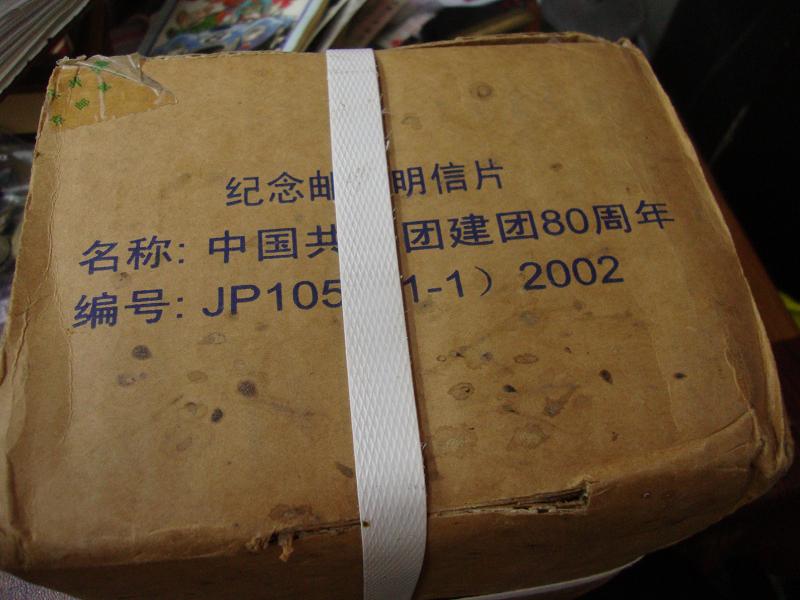 纪念邮 明信片
名称: 中国共 团建团80周年
编号: JP105 1-1）2002